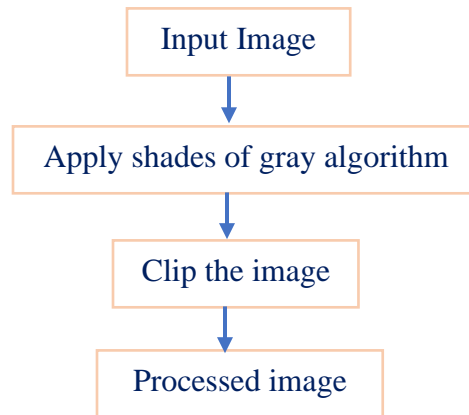 Input Image
Apply shades of gray algorithm
Clip the image
Processed image